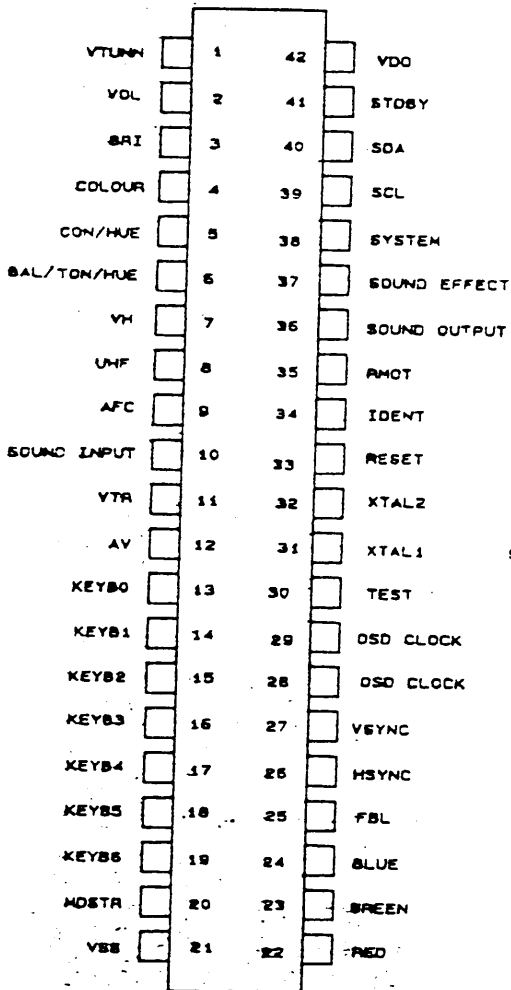 VTUNN 1 42 VDO
VOL 2 41 STDBY
BRI 3 40 SDA
COLOUR 4 39 SCL
CON/HUE 5 38 SYSTEM
BAL/TON/HUE 6 37 SOUND EFFECT
VH 7 36 SOUND OUTPUT
UHF 8 35 RMOT
AFC 9 34 IDENT
SOUND INPUT 10 33 RESET
VTR 11 32 XTAL2
AV 12 31 XTAL1
KEYB0 13 30 TEST
KEYB1 14 29 OSD CLOCK
KEYB2 15 28 OSD CLOCK
KEYB3 16 27 VSYNC
KEYB4 17 26 HSYNC
KEYB5 18 25 FBL
KEYB6 19 24 BLUE
MDSTR 20 23 GREEN
VSS 21 22 RED